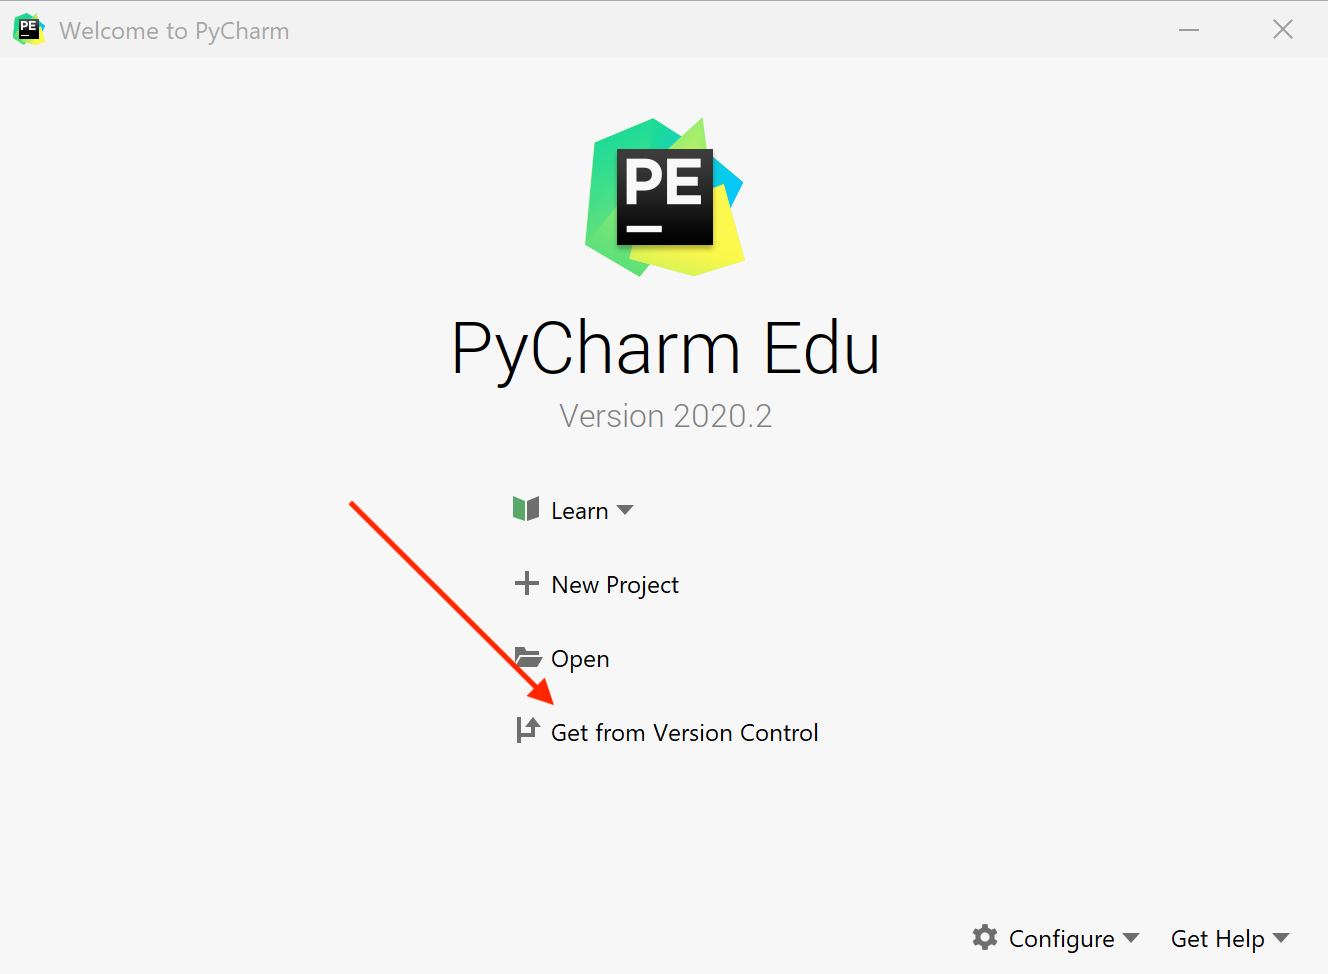 PE
Welcome to PyCharm
PE
PyCharm Edu
Version 2020.2
Learn
New Project
Open
Get from Version Control
Configure
Get Help